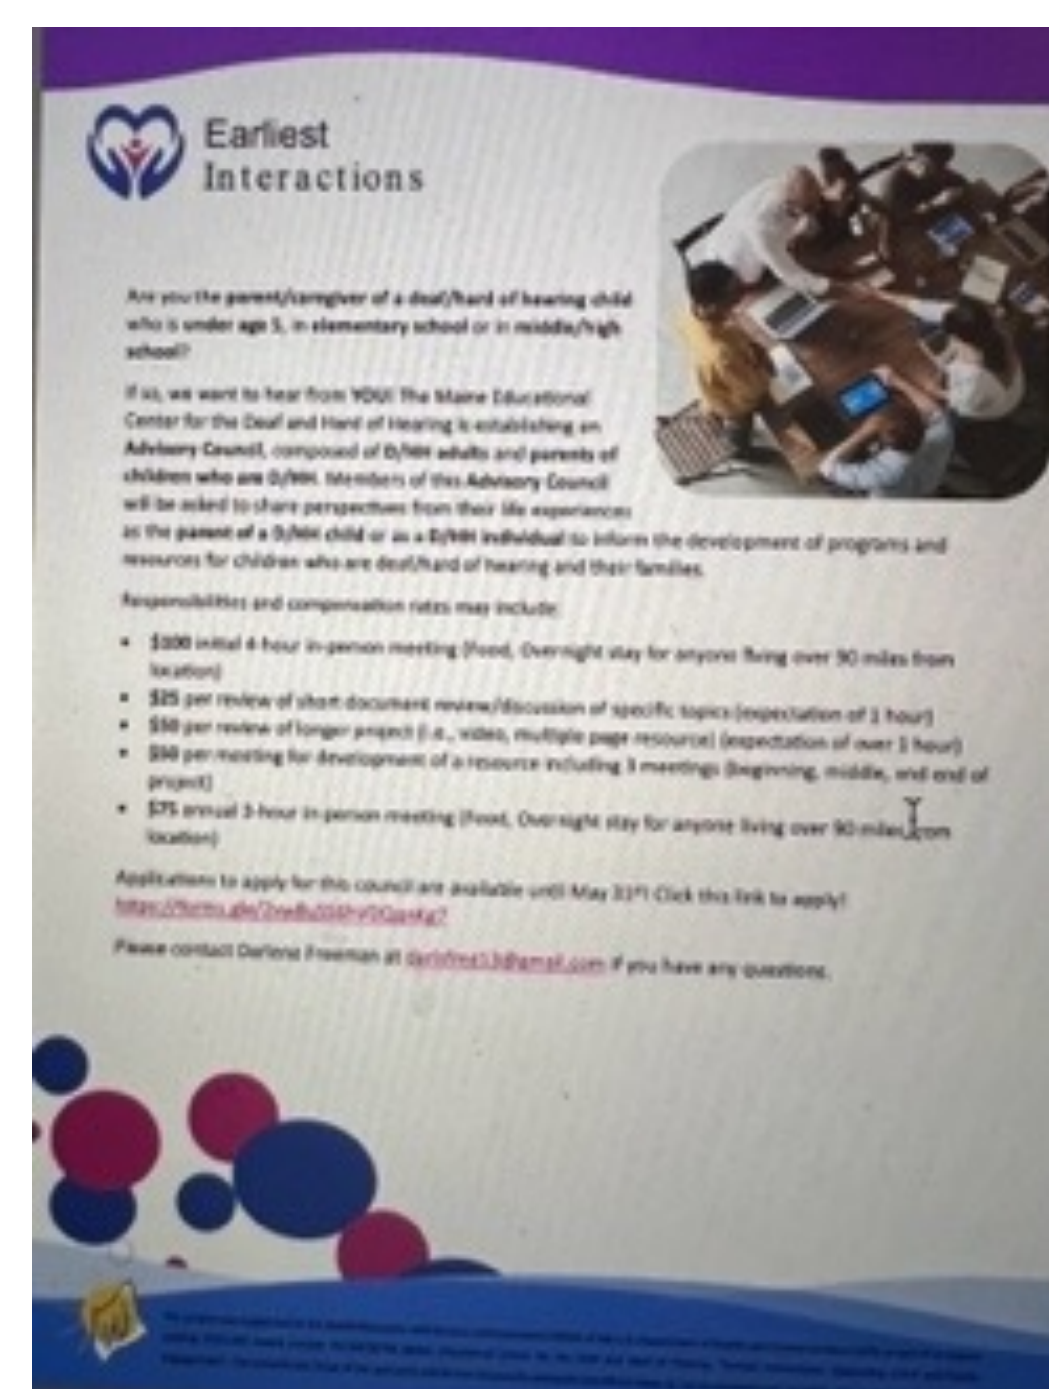 Earliest
Interactions
Are you the parent/caregiver of a deaf/hard of hearing child
who is under age 5, in elementary school or in middle/high
school?
If so, we want to hear from YOU! The Maine Educational
Center for the Deaf and Hard of Hearing is establishing an
Advisory Council, composed of D/HH adults and parents of
children who are D/HH. Members of this Advisory Council
will be asked to share perspectives from their life experiences
as the parent of a D/HH child or as a D/HH individual to inform the development of programs and
resources for children who are deaf/hard of hearing and their families.
Responsibilities and compensation rates may include:
• $100 initial 4-hour in-person meeting (Food, Overnight stay for anyone living over 90 miles from
location)
• $25 per review of short document review/discussion of specific topics (expectation of 1 hour)
• $50 per review of longer project (i.e., video, multiple page resource) (expectation of over 1 hour)
• $50 per meeting for development of a resource including 3 meetings (beginning, middle, and end of
project)
• $75 annual 3-hour in-person meeting (Food, Overnight stay for anyone living over 90 miles from
location)
Applications to apply for this council are available until May 31st! Click this link to apply!
Please contact Darlene Freeman at if you have any questions.